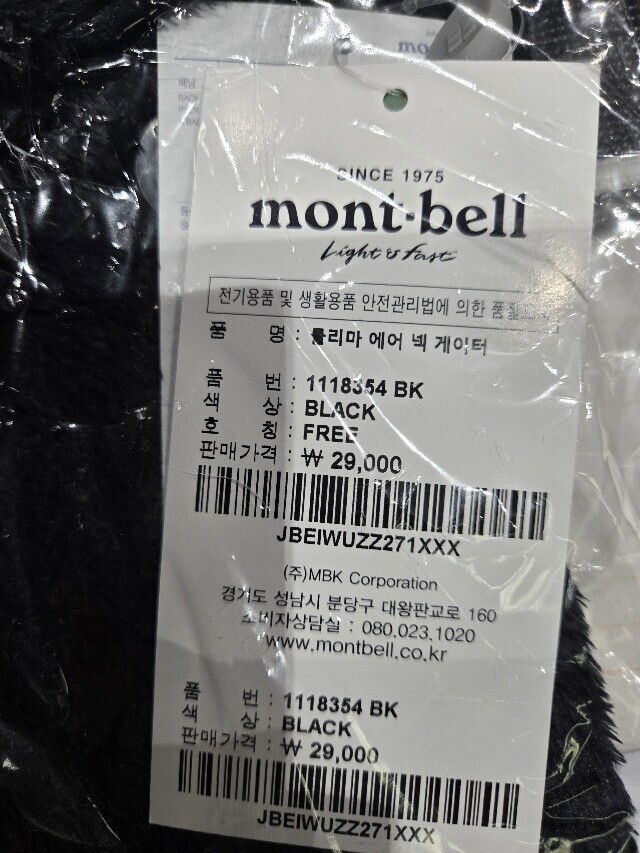 mo
SINCE 1975
mont-bell
Light & Fast
전기용품 및 생활용품 안전관리법에 의한 품질
품 명 : 클리마 에어 넥 게이터
품 번 : 1118354 BK
색 상 : BLACK
호 칭 : FREE
판매가격 : ₩ 29,000
JBEIWUZZ271XXX
(주)MBK Corporation
경기도 성남시 분당구 대왕판교로 160
소비자상담실 : 080.023.1020
www.montbell.co.kr
품 번 : 1118354 BK
색 상 : BLACK
판매가격 : ₩ 29,000
JBEIWUZZ271XXX